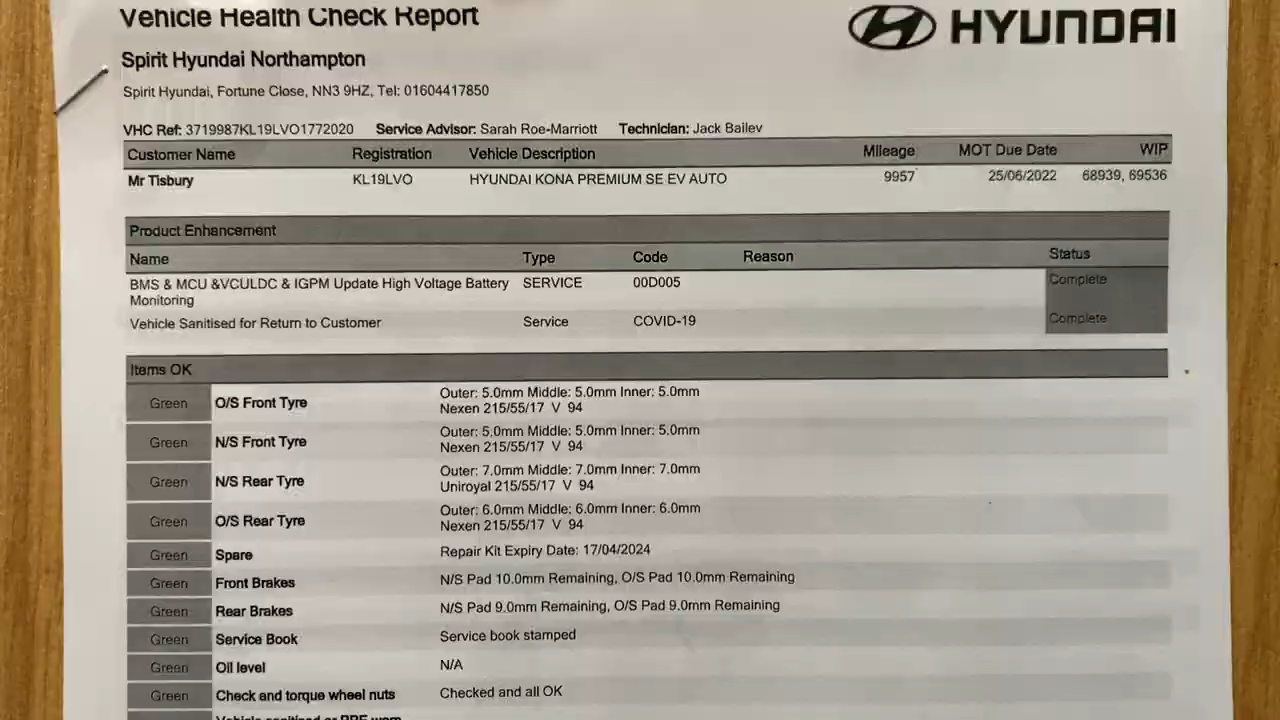 Vehicle Health Check Report
HYUNDAI
Spirit Hyundai Northampton
Spirit Hyundai, Fortune Close, NN3 9HZ, Tel: 01604417850
VHC Ref: 3719987KL19LVO1772020 Service Advisor: Sarah Roe-Marriott Technician: Jack Bailey
Customer Name Registration Vehicle Description Mileage MOT Due Date WIP
Mr Tisbury KL19LVO HYUNDAI KONA PREMIUM SE EV AUTO 9957 25/06/2022 68939, 69536
Product Enhancement
Name Type Code Reason Status
BMS & MCU &VCULDC & IGPM Update High Voltage Battery SERVICE 00D005 Complete
Monitoring
Vehicle Sanitised for Return to Customer Service COVID-19 Complete
Items OK
Green O/S Front Tyre Outer: 5.0mm Middle: 5.0mm Inner: 5.0mm
Nexen 215/55/17 V 94
Green N/S Front Tyre Outer: 5.0mm Middle: 5.0mm Inner: 5.0mm
Nexen 215/55/17 V 94
Green N/S Rear Tyre Outer: 7.0mm Middle: 7.0mm Inner: 7.0mm
Uniroyal 215/55/17 V 94
Green O/S Rear Tyre Outer: 6.0mm Middle: 6.0mm Inner: 6.0mm
Nexen 215/55/17 V 94
Green Spare Repair Kit Expiry Date: 17/04/2024
Green Front Brakes N/S Pad 10.0mm Remaining, O/S Pad 10.0mm Remaining
Green Rear Brakes N/S Pad 9.0mm Remaining, O/S Pad 9.0mm Remaining
Green Service Book Service book stamped
Green Oil level N/A
Green Check and torque wheel nuts Checked and all OK
Vehicle sanitised or PPE worn